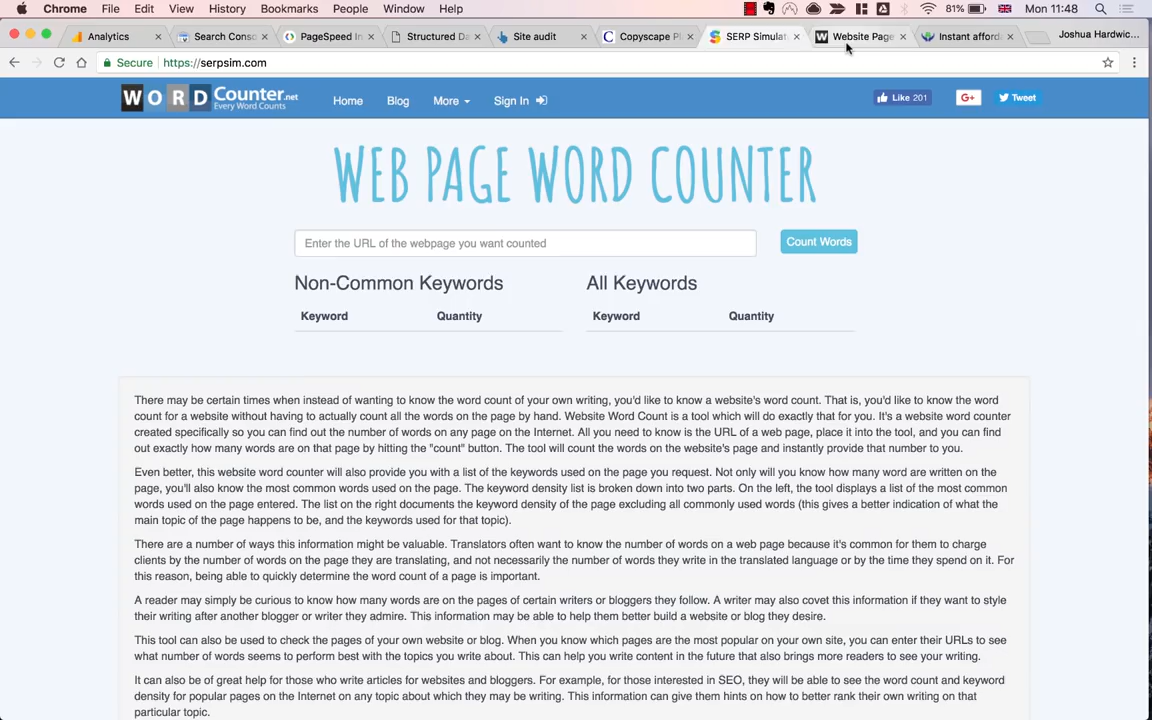 Chrome File Edit View History Bookmarks People Window Help 81% Mon 11:48
Analytics Search Conso PageSpeed In Structured Da Site audit Copyscape Pl SERP Simulat Website Page Instant afford Joshua Hardwic...
Secure https://serpsim.com
WORD Counter.net Every Word Counts Home Blog More Sign In Like 201 G+ Tweet
WEB PAGE WORD COUNTER
Enter the URL of the webpage you want counted Count Words
Non-Common Keywords All Keywords
Keyword Quantity Keyword Quantity
There may be certain times when instead of wanting to know the word count of your own writing, you'd like to know a website's word count. That is, you'd like to know the word
count for a website without having to actually count all the words on the page by hand. Website Word Count is a tool which will do exactly that for you. It's a website word counter
created specifically so you can find out the number of words on any page on the Internet. All you need to know is the URL of a web page, place it into the tool, and you can find
out exactly how many words are on that page by hitting the "count" button. The tool will count the words on the website's page and instantly provide that number to you.
Even better, this website word counter will also provide you with a list of the keywords used on the page you request. Not only will you know how many word are written on the
page, you'll also know the most common words used on the page. The keyword density list is broken down into two parts. On the left, the tool displays a list of the most common
words used on the page entered. The list on the right documents the keyword density of the page excluding all commonly used words (this gives a better indication of what the
main topic of the page happens to be, and the keywords used for that topic).
There are a number of ways this information might be valuable. Translators often want to know the number of words on a web page because it's common for them to charge
clients by the number of words on the page they are translating, and not necessarily the number of words they write in the translated language or by the time they spend on it. For
this reason, being able to quickly determine the word count of a page is important.
A reader may simply be curious to know how many words are on the pages of certain writers or bloggers they follow. A writer may also covet this information if they want to style
their writing after another blogger or writer they admire. This information may be able to help them better build a website or blog they desire.
This tool can also be used to check the pages of your own website or blog. When you know which pages are the most popular on your own site, you can enter their URLs to see
what number of words seems to perform best with the topics you write about. This can help you write content in the future that also brings more readers to see your writing.
It can also be of great help for those who write articles for websites and bloggers. For example, for those interested in SEO, they will be able to see the word count and keyword
density for popular pages on the Internet on any topic about which they may be writing. This information can give them hints on how to better rank their own writing on that
particular topic.